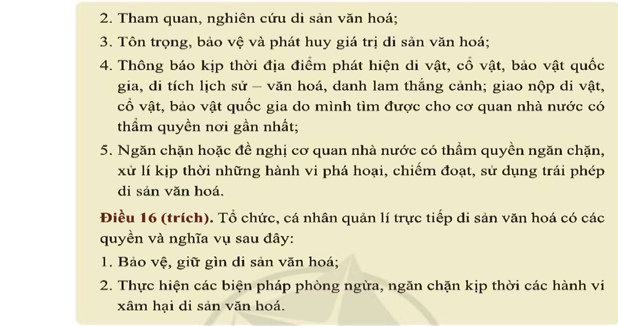 2. Tham quan, nghiên cứu di sản văn hoá;
3. Tôn trọng, bảo vệ và phát huy giá trị di sản văn hoá;
4. Thông báo kịp thời địa điểm phát hiện di vật, cổ vật, bảo vật quốc
gia, di tích lịch sử – văn hoá, danh lam thắng cảnh; giao nộp di vật,
cổ vật, bảo vật quốc gia do mình tìm được cho cơ quan nhà nước có
thẩm quyền nơi gần nhất;
5. Ngăn chặn hoặc đề nghị cơ quan nhà nước có thẩm quyền ngăn chặn,
xử lí kịp thời những hành vi phá hoại, chiếm đoạt, sử dụng trái phép
di sản văn hoá.
Điều 16 (trích). Tổ chức, cá nhân quản lí trực tiếp di sản văn hoá có các
quyền và nghĩa vụ sau đây:
1. Bảo vệ, giữ gìn di sản văn hoá;
2. Thực hiện các biện pháp phòng ngừa, ngăn chặn kịp thời các hành vi
xâm hại di sản văn hoá.